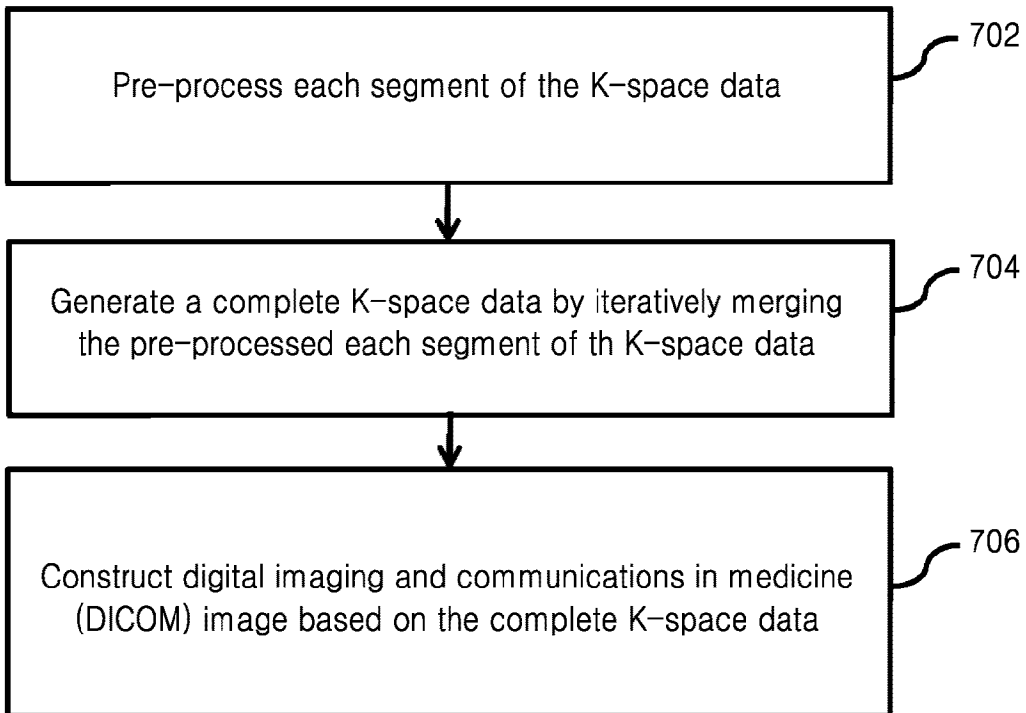 702
Pre-process each segment of the K-space data
704
Generate a complete K-space data by iteratively merging
the pre-processed each segment of th K-space data
706
Construct digital imaging and communications in medicine
(DICOM) image based on the complete K-space data